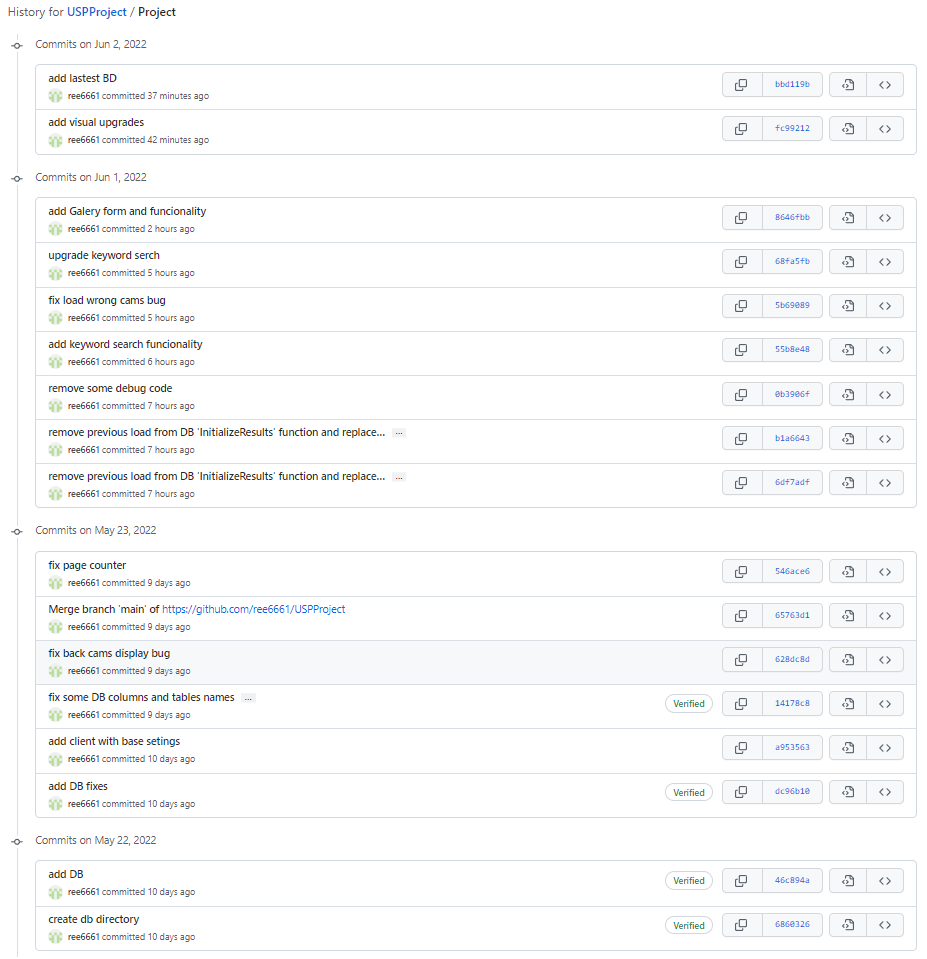 History for USPProject / Project
Commits on Jun 2, 2022
add lastest BD
ree6661 committed 37 minutes ago
bbd119b
add visual upgrades
ree6661 committed 42 minutes ago
fc99212
Commits on Jun 1, 2022
add Galery form and funcionality
ree6661 committed 2 hours ago
8646fbb
upgrade keyword serch
ree6661 committed 5 hours ago
68fa5fb
fix load wrong cams bug
ree6661 committed 5 hours ago
5b69089
add keyword search funcionality
ree6661 committed 6 hours ago
55b8e48
remove some debug code
ree6661 committed 7 hours ago
0b3906f
remove previous load from DB 'InitializeResults' function and replace… …
ree6661 committed 7 hours ago
b1a6643
remove previous load from DB 'InitializeResults' function and replace… …
ree6661 committed 7 hours ago
6df7adf
Commits on May 23, 2022
fix page counter
ree6661 committed 9 days ago
546ace6
Merge branch 'main' of https://github.com/ree6661/USPProject
ree6661 committed 9 days ago
65763d1
fix back cams display bug
ree6661 committed 9 days ago
628dc8d
fix some DB columns and tables names …
ree6661 committed 9 days ago
Verified
14178c8
add client with base setings
ree6661 committed 10 days ago
a953563
add DB fixes
ree6661 committed 10 days ago
Verified
dc96b10
Commits on May 22, 2022
add DB
ree6661 committed 10 days ago
Verified
46c894a
create db directory
ree6661 committed 10 days ago
Verified
6860326